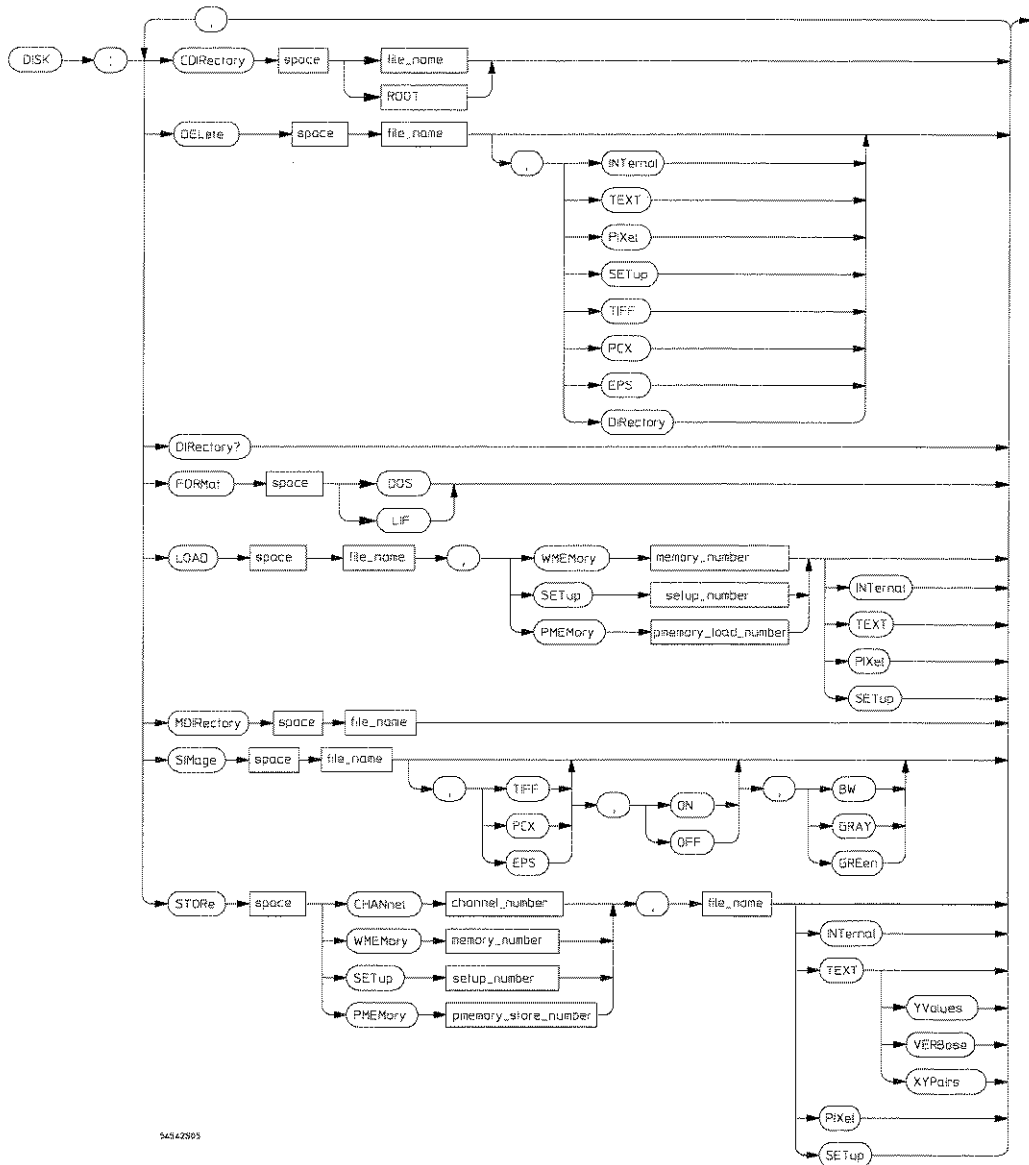 ,
DISK : CDIRectory space file_name
ROOT
DELete space file_name
, INTernal
TEXT
PIXel
SETup
TIFF
PCX
EPS
DIRectory
DIRectory?
FORMat space DOS
LIF
LOAD space file_name , WMEMory memory_number
INTernal
SETup setup_number
TEXT
PMEMory pmemory_load_number
PIXel
SETup
MDIRectory space file_name
SIMage space file_name
, TIFF , ON , BW
PCX OFF GRAY
EPS GREen
STORe space CHANnel channel_number , file_name
INTernal
WMEMory memory_number
TEXT
SETup setup_number
YValues
PMEMory pmemory_store_number
VERBose
XYPairs
PIXel
SETup
54542S05